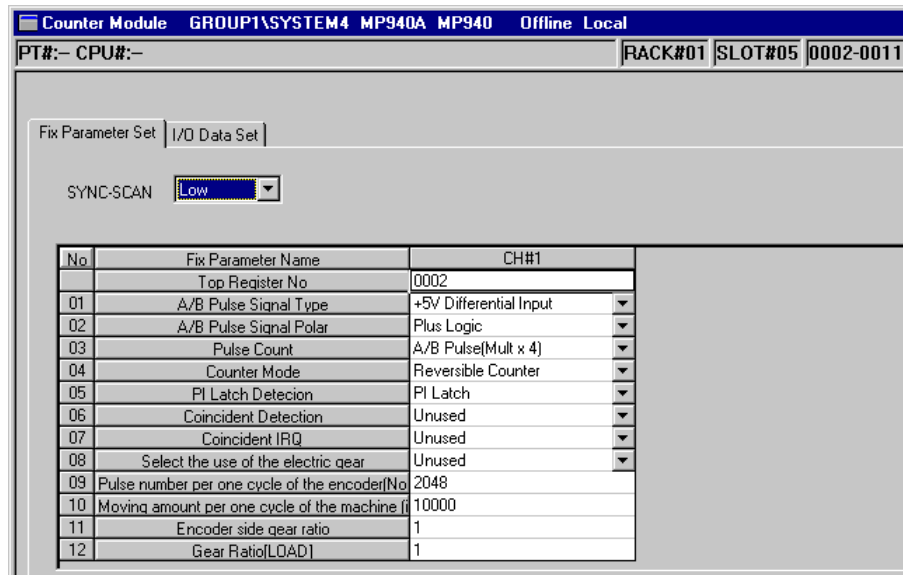 Counter Module GROUP1\SYSTEM4 MP940A MP940 Offline Local
PT#:– CPU#:– RACK#01 SLOT#05 0002-0011
Fix Parameter Set I/O Data Set
SYNC-SCAN Low
No Fix Parameter Name CH#1
Top Register No 0002
01 A/B Pulse Signal Type +5V Differential Input
02 A/B Pulse Signal Polar Plus Logic
03 Pulse Count A/B Pulse(Mult x 4)
04 Counter Mode Reversible Counter
05 PI Latch Detecion PI Latch
06 Coincident Detection Unused
07 Coincident IRQ Unused
08 Select the use of the electric gear Unused
09 Pulse number per one cycle of the encoder(No 2048
10 Moving amount per one cycle of the machine (i 10000
11 Encoder side gear ratio 1
12 Gear Ratio[LOAD] 1